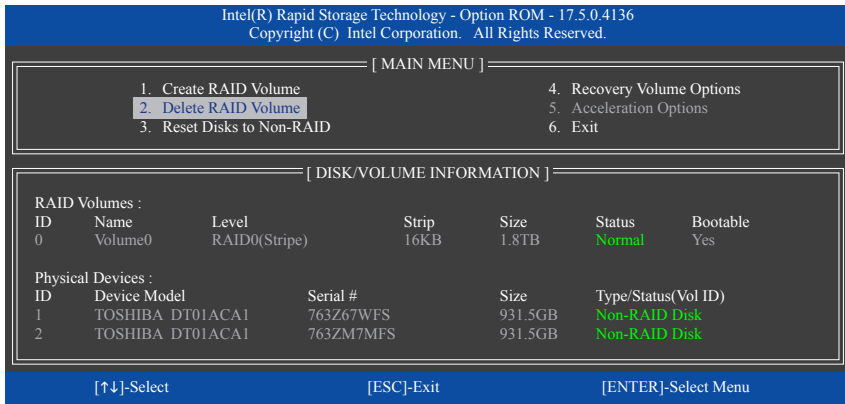 Intel(R) Rapid Storage Technology - Option ROM - 17.5.0.4136
Copyright (C) Intel Corporation. All Rights Reserved.
[ MAIN MENU ]
1. Create RAID Volume 4. Recovery Volume Options
2. Delete RAID Volume 5. Acceleration Options
3. Reset Disks to Non-RAID 6. Exit
[ DISK/VOLUME INFORMATION ]
RAID Volumes :
ID Name Level Strip Size Status Bootable
0 Volume0 RAID0(Stripe) 16KB 1.8TB Normal Yes
Physical Devices :
ID Device Model Serial # Size Type/Status(Vol ID)
1 TOSHIBA DT01ACA1 763Z67WFS 931.5GB Non-RAID Disk
2 TOSHIBA DT01ACA1 763ZM7MFS 931.5GB Non-RAID Disk
[↑↓]-Select [ESC]-Exit [ENTER]-Select Menu